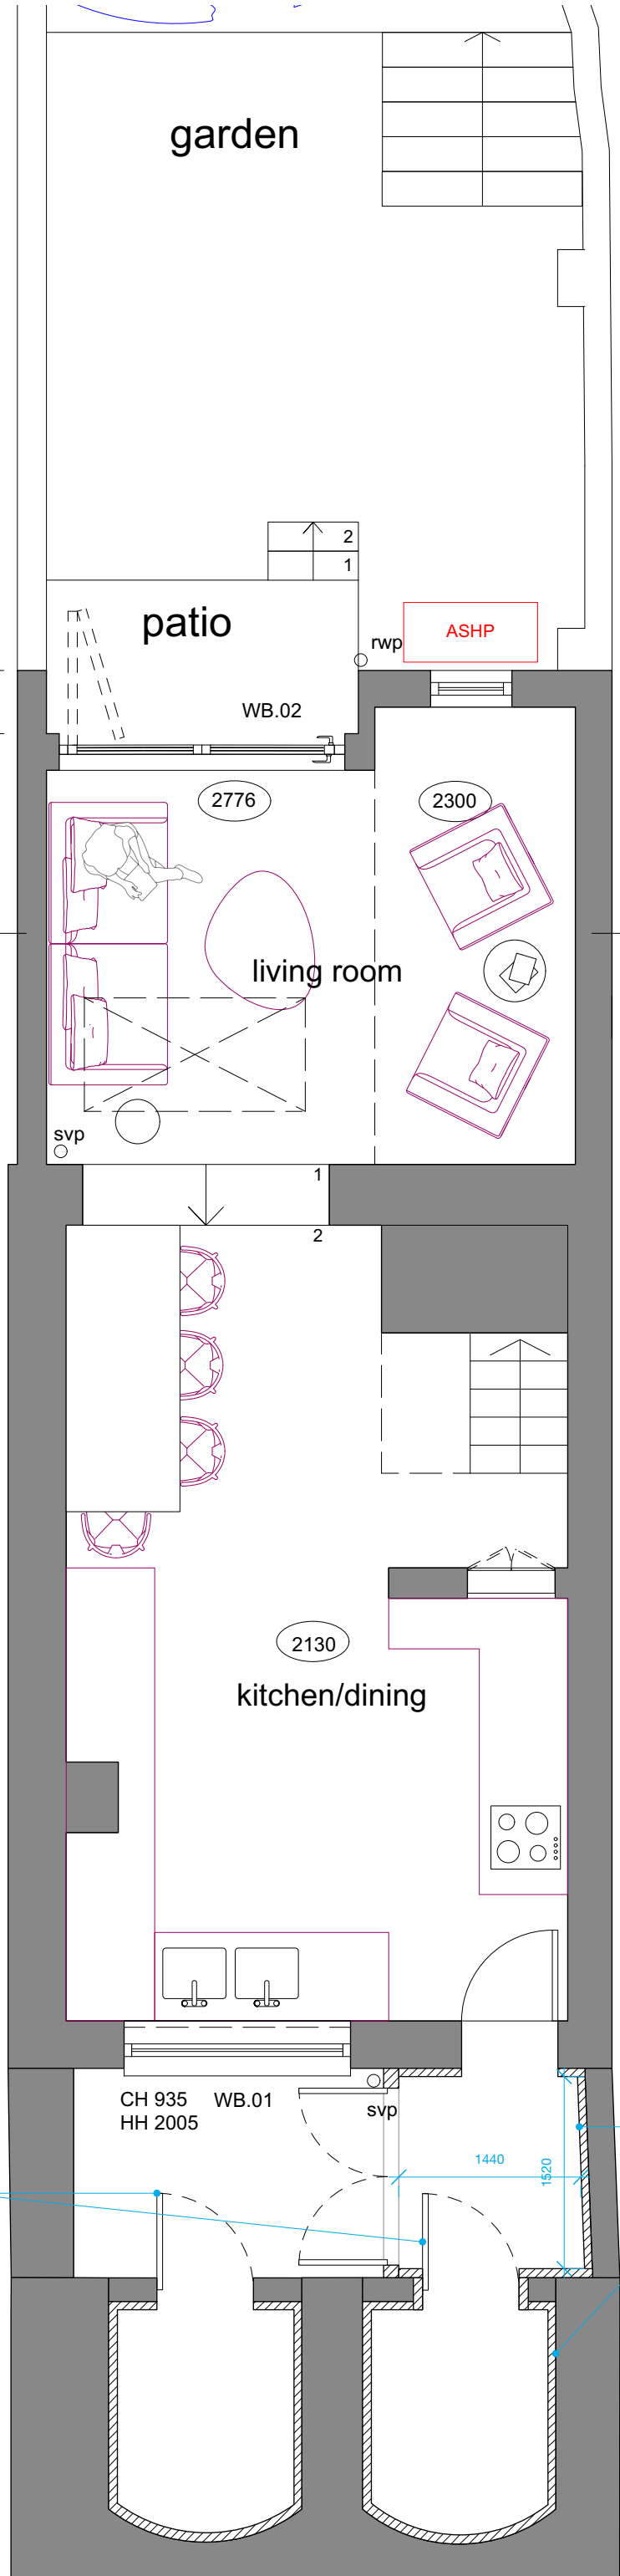 garden
2
1
patio
ASHP
rwp
WB.02
2776
2300
living room
svp
1
2
2130
kitchen/dining
CH 935
HH 2005
WB.01
svp
1440
1520